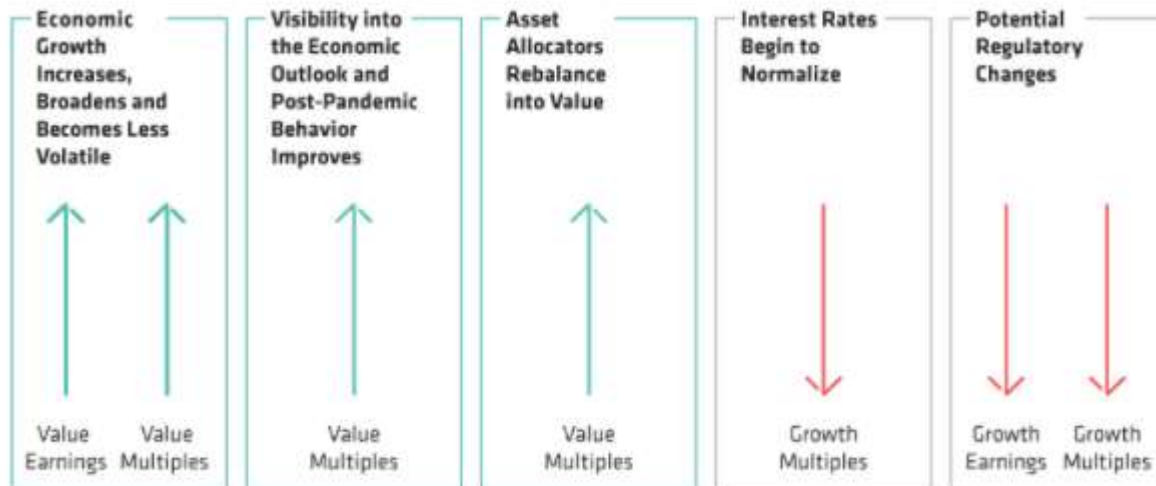 Economic
Growth
Increases,
Broadens and
Becomes Less
Volatile
Value
Earnings
Value
Multiples
Visibility into
the Economic
Outlook and
Post-Pandemic
Behavior
Improves
Value
Multiples
Asset
Allocators
Rebalance
into Value
Value
Multiples
Interest Rates
Begin to
Normalize
Growth
Multiples
Potential
Regulatory
Changes
Growth
Earnings
Growth
Multiples